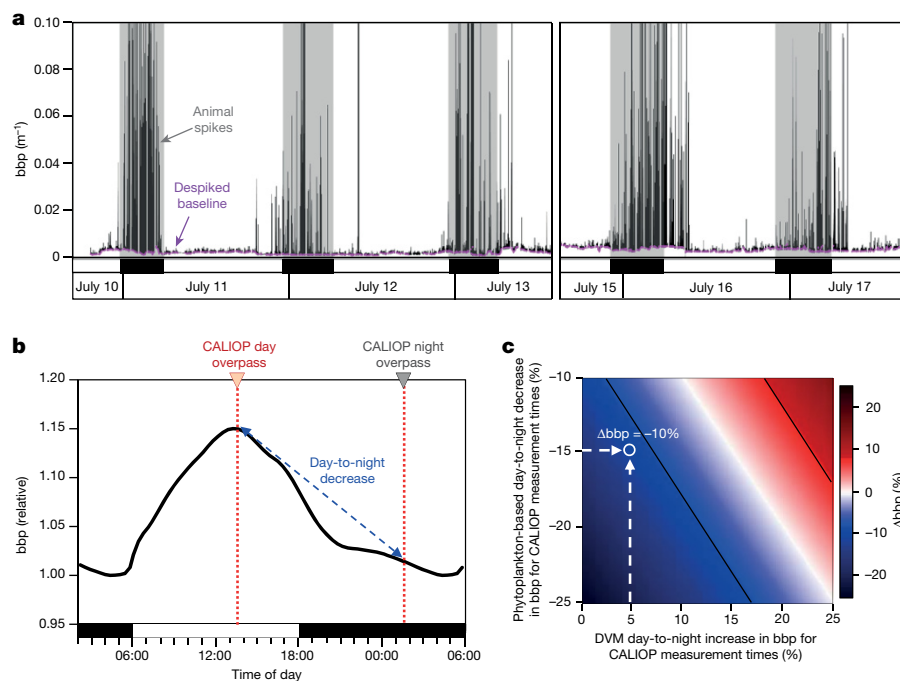 a
0.10
0.08
0.06
0.04
0.02
0
bbp (m⁻¹)
Animal
spikes
Despiked
baseline
July 10
July 11
July 12
July 13
July 15
July 16
July 17
b
CALIOP day
overpass
CALIOP night
overpass
1.20
1.15
1.10
1.05
1.00
0.95
bbp (relative)
Day-to-night
decrease
06:00
12:00
18:00
00:00
06:00
Time of day
c
Phytoplankton-based day-to-night decrease
in bbp for CALIOP measurement times (%)
–10
–15
–20
–25
Δbbp = –10%
0
5
10
15
20
25
DVM day-to-night increase in bbp for
CALIOP measurement times (%)
20
10
0
–10
–20
Δbbp (%)